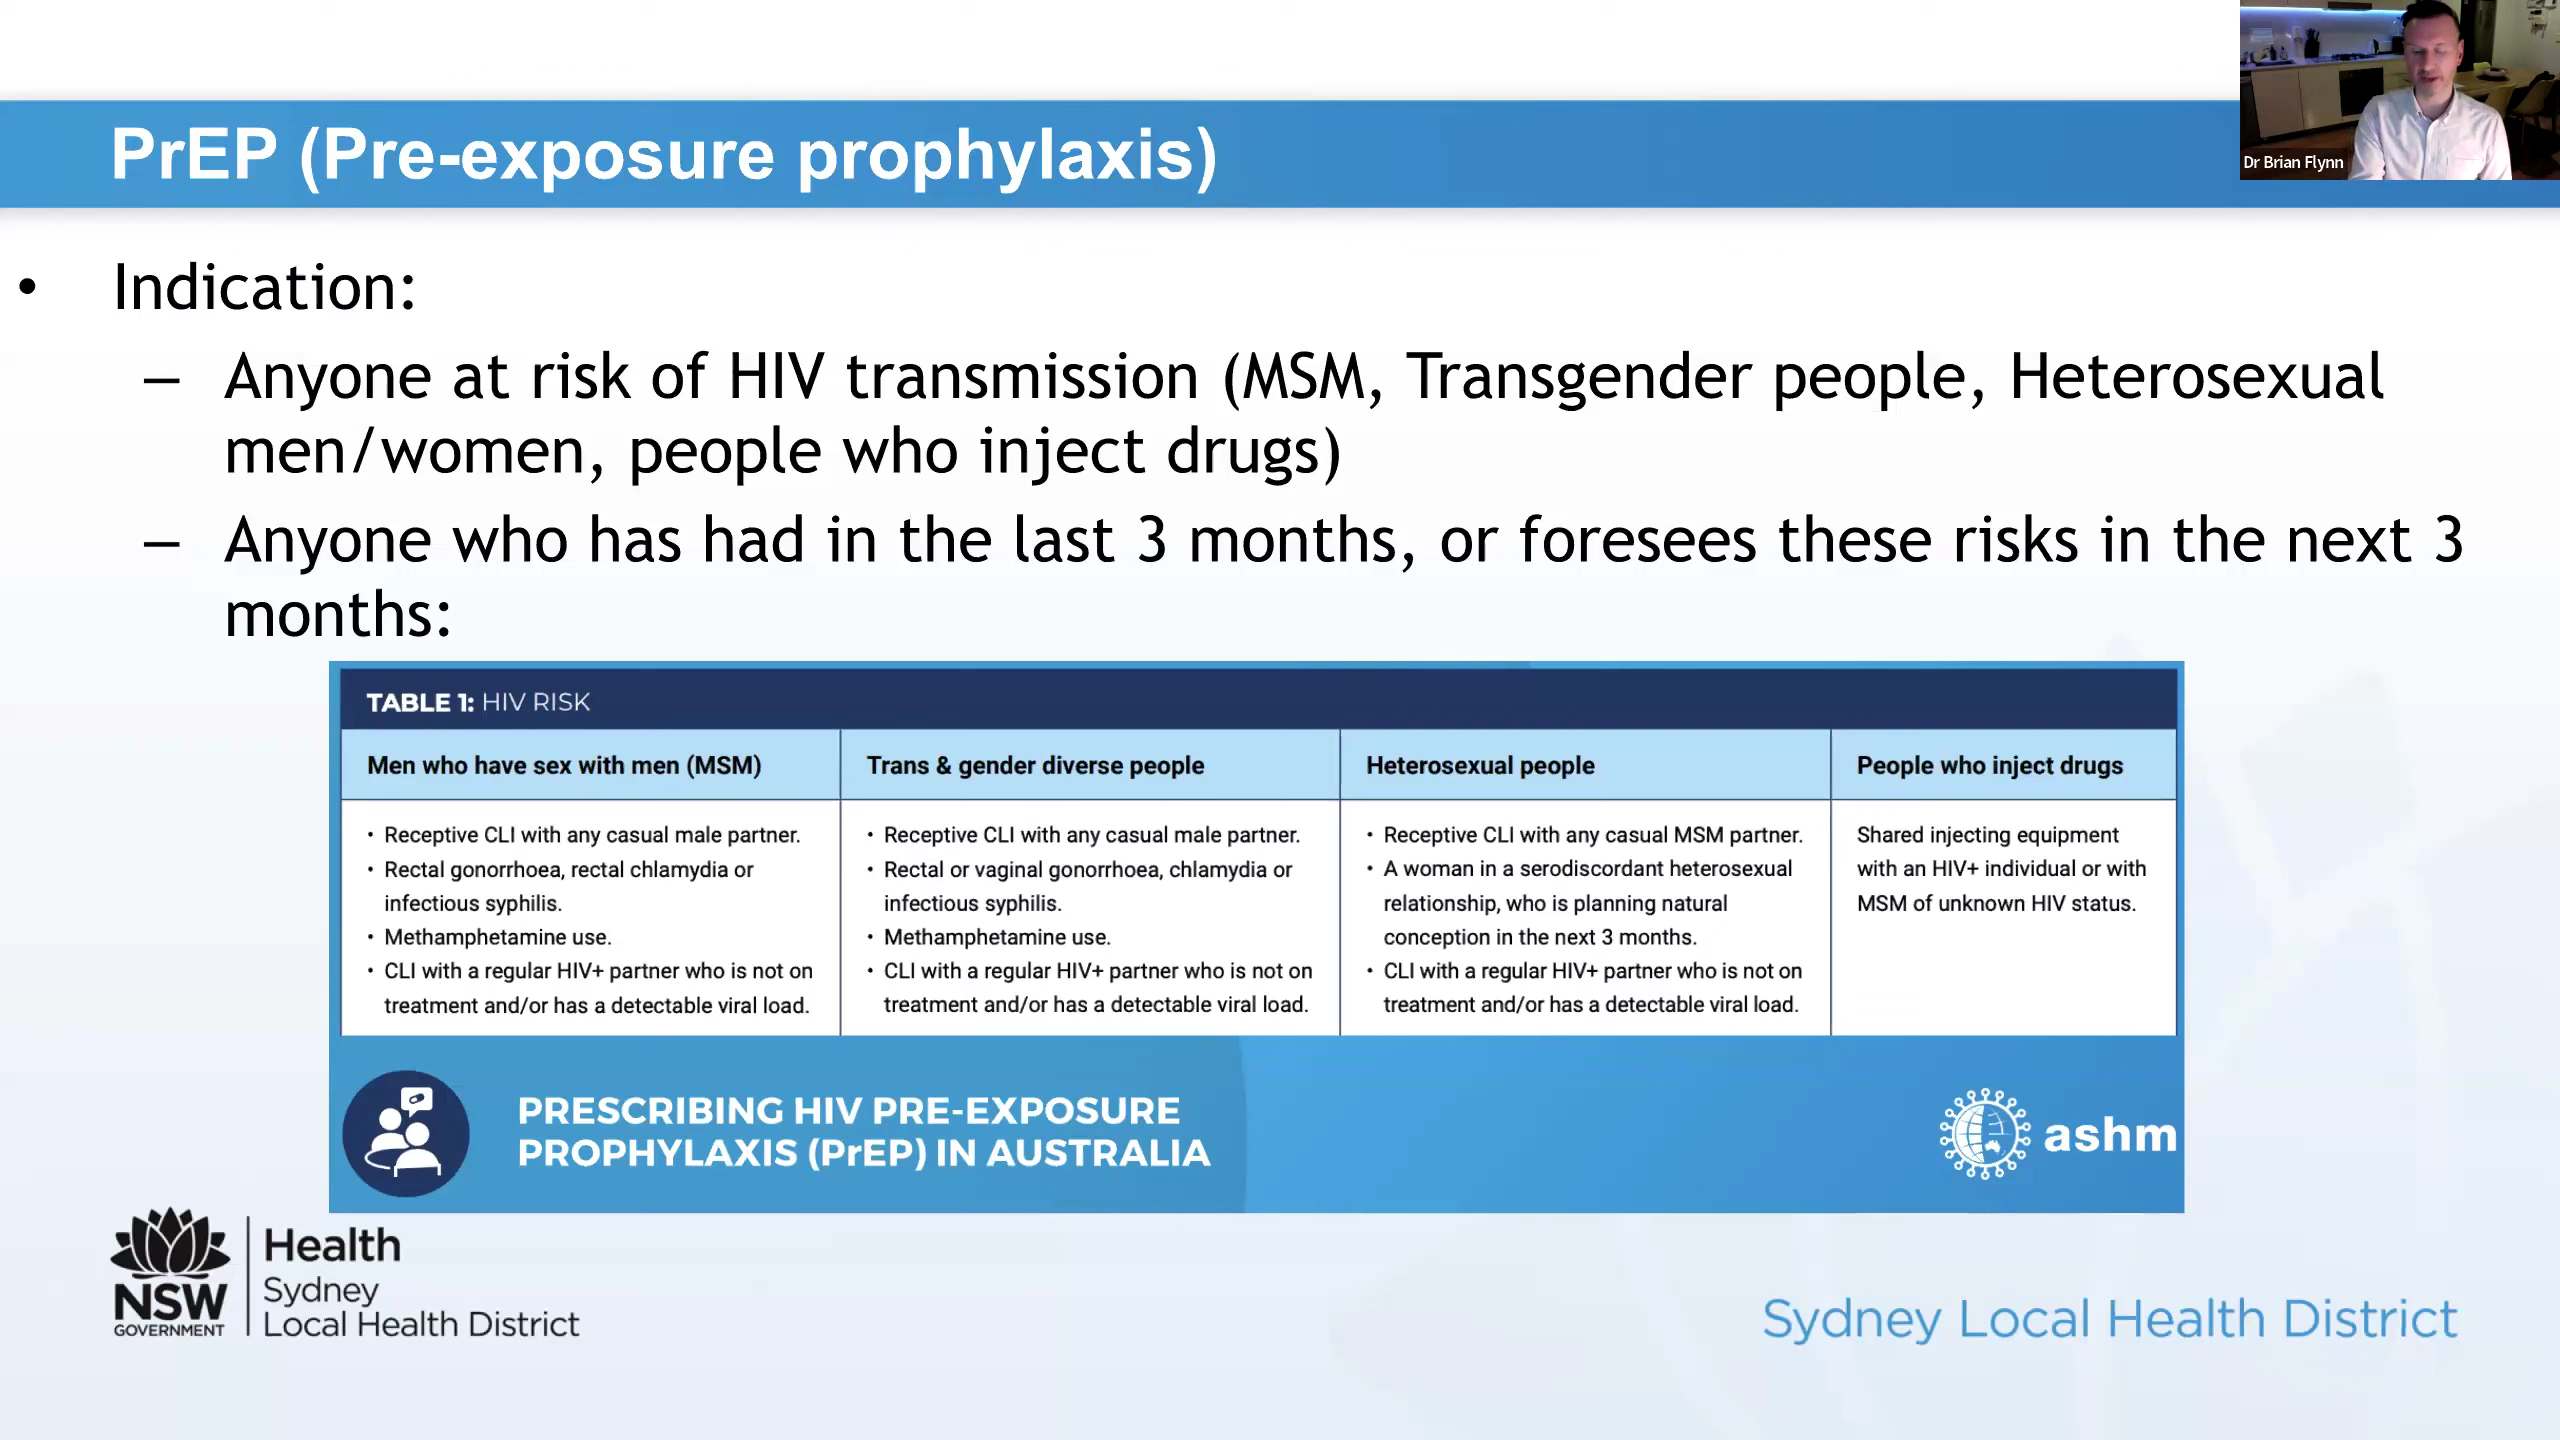 PrEP (Pre-exposure prophylaxis)
Dr Brian Flynn
• Indication:
– Anyone at risk of HIV transmission (MSM, Transgender people, Heterosexual
men/women, people who inject drugs)
– Anyone who has had in the last 3 months, or foresees these risks in the next 3
months:
TABLE 1: HIV RISK
Men who have sex with men (MSM)
• Receptive CLI with any casual male partner.
• Rectal gonorrhoea, rectal chlamydia or
infectious syphilis.
• Methamphetamine use.
• CLI with a regular HIV+ partner who is not on
treatment and/or has a detectable viral load.
Trans & gender diverse people
• Receptive CLI with any casual male partner.
• Rectal or vaginal gonorrhoea, chlamydia or
infectious syphilis.
• Methamphetamine use.
• CLI with a regular HIV+ partner who is not on
treatment and/or has a detectable viral load.
Heterosexual people
• Receptive CLI with any casual MSM partner.
• A woman in a serodiscordant heterosexual
relationship, who is planning natural
conception in the next 3 months.
• CLI with a regular HIV+ partner who is not on
treatment and/or has a detectable viral load.
People who inject drugs
Shared injecting equipment
with an HIV+ individual or with
MSM of unknown HIV status.
PRESCRIBING HIV PRE-EXPOSURE
PROPHYLAXIS (PrEP) IN AUSTRALIA
ashm
NSW
GOVERNMENT
Health
Sydney
Local Health District
Sydney Local Health District